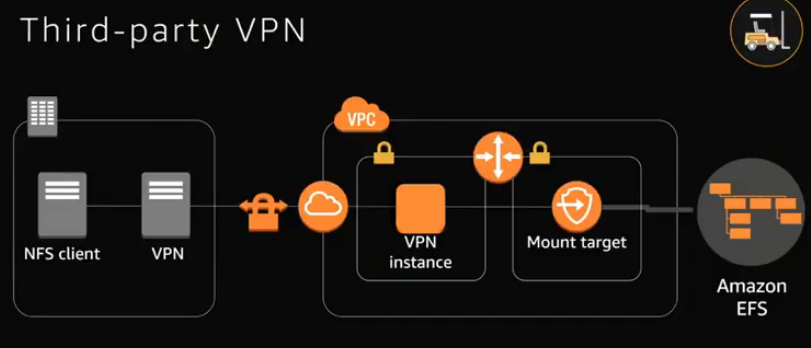 Third-party VPN
VPC
NFS client
VPN
VPN
instance
Mount target
Amazon
EFS